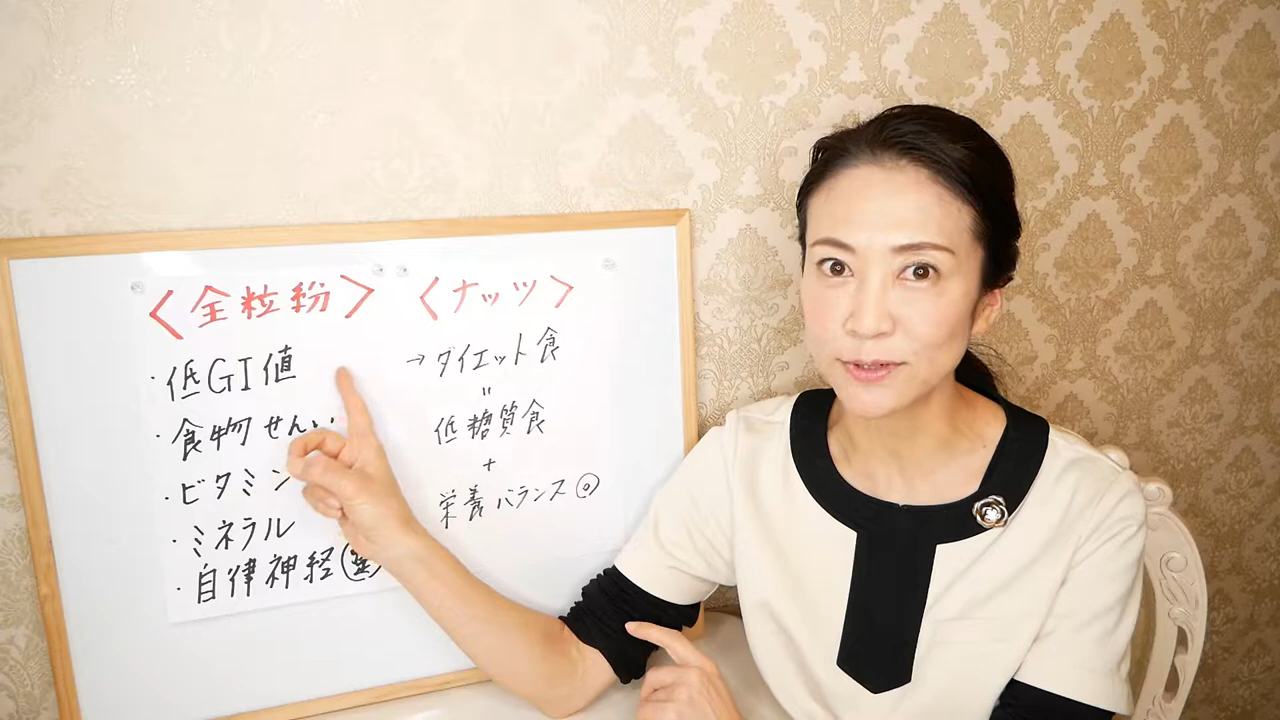 〈全粒粉〉
・低GI値
・食物せんい
・ビタミン
・ミネラル
・自律神経
〈ナッツ〉
→ダイエット食
〃
低糖質食
+
栄養バランス◎